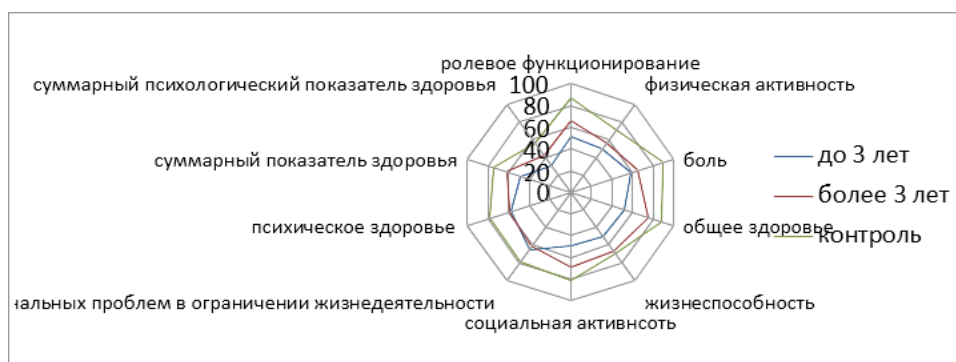 ролевое функционирование
суммарный психологический показатель здоровья
физическая активность
100
80
60
40
20
0
суммарный показатель здоровья
боль
до 3 лет
более 3 лет
контроль
психическое здоровье
общее здоровье
нальных проблем в ограничении жизнедеятельности
жизнеспособность
социальная активнсоть